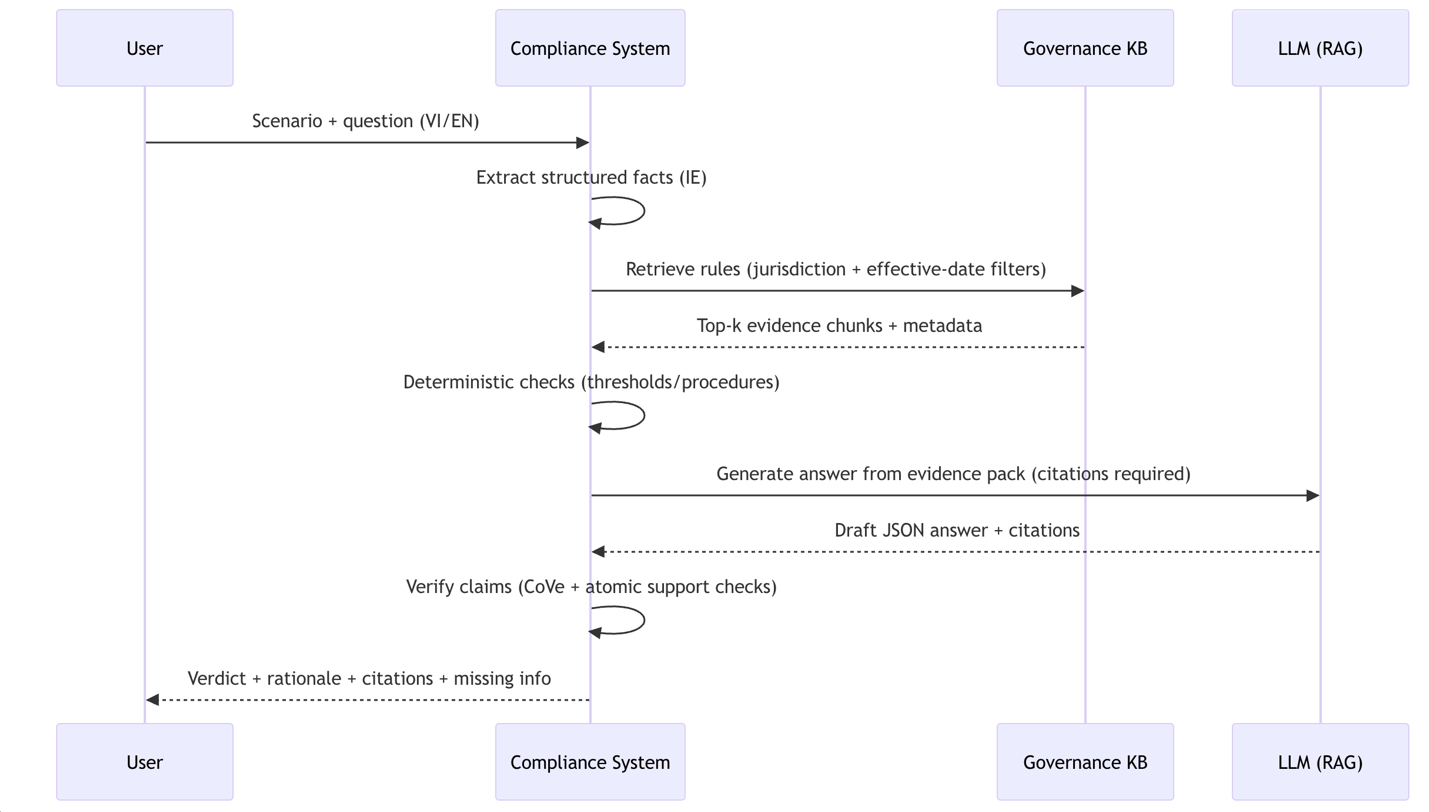 User
Compliance System
Governance KB
LLM (RAG)
Scenario + question (VI/EN)
Extract structured facts (IE)
Retrieve rules (jurisdiction + effective-date filters)
Top-k evidence chunks + metadata
Deterministic checks (thresholds/procedures)
Generate answer from evidence pack (citations required)
Draft JSON answer + citations
Verify claims (CoVe + atomic support checks)
Verdict + rationale + citations + missing info
User
Compliance System
Governance KB
LLM (RAG)